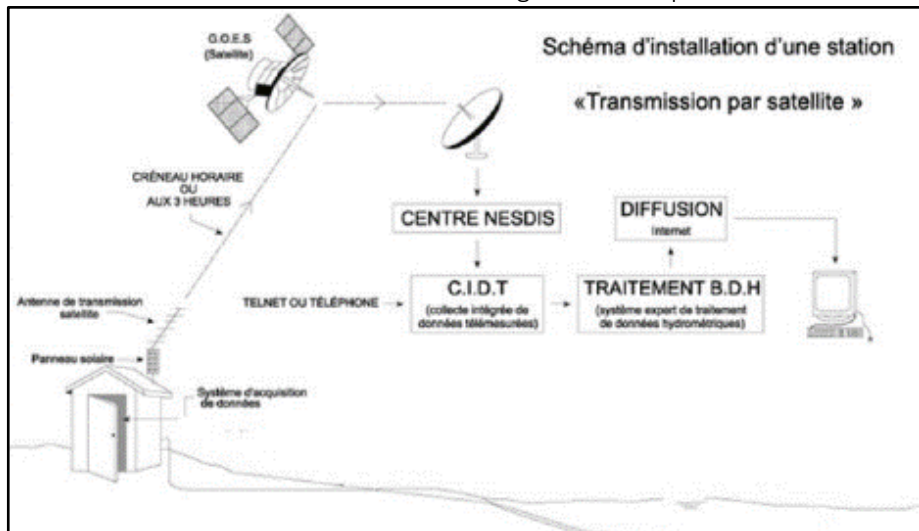 G.O.E.S
(Satellite)
Schéma d'installation d'une station
«Transmission par satellite »
CRÉNEAU HORAIRE
OU
AUX 3 HEURES
CENTRE NESDIS
DIFFUSION
Internet
Antenne de transmission
satellite
TELNET OU TÉLÉPHONE
C.I.D.T
(collecte intégrée de
données télémesurées)
TRAITEMENT B.D.H
(système expert de traitement
de données hydrométriques)
Panneau solaire
Système d'acquisition
de données